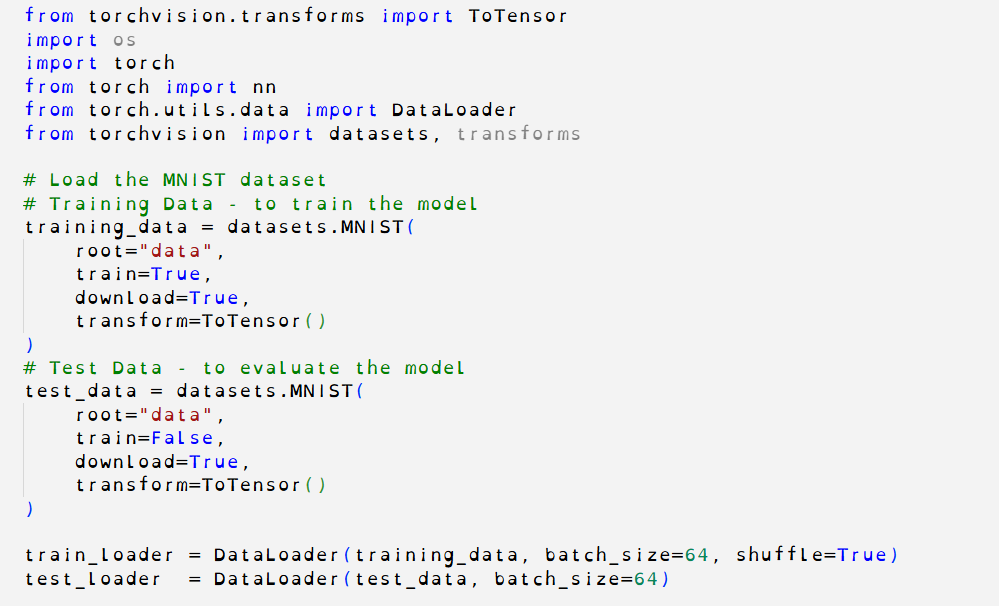 from torchvision.transforms import ToTensor
import os
import torch
from torch import nn
from torch.utils.data import DataLoader
from torchvision import datasets, transforms

# Load the MNIST dataset
# Training Data - to train the model
training_data = datasets.MNIST(
    root="data",
    train=True,
    download=True,
    transform=ToTensor()
)
# Test Data - to evaluate the model
test_data = datasets.MNIST(
    root="data",
    train=False,
    download=True,
    transform=ToTensor()
)

train_loader = DataLoader(training_data, batch_size=64, shuffle=True)
test_loader  = DataLoader(test_data, batch_size=64)